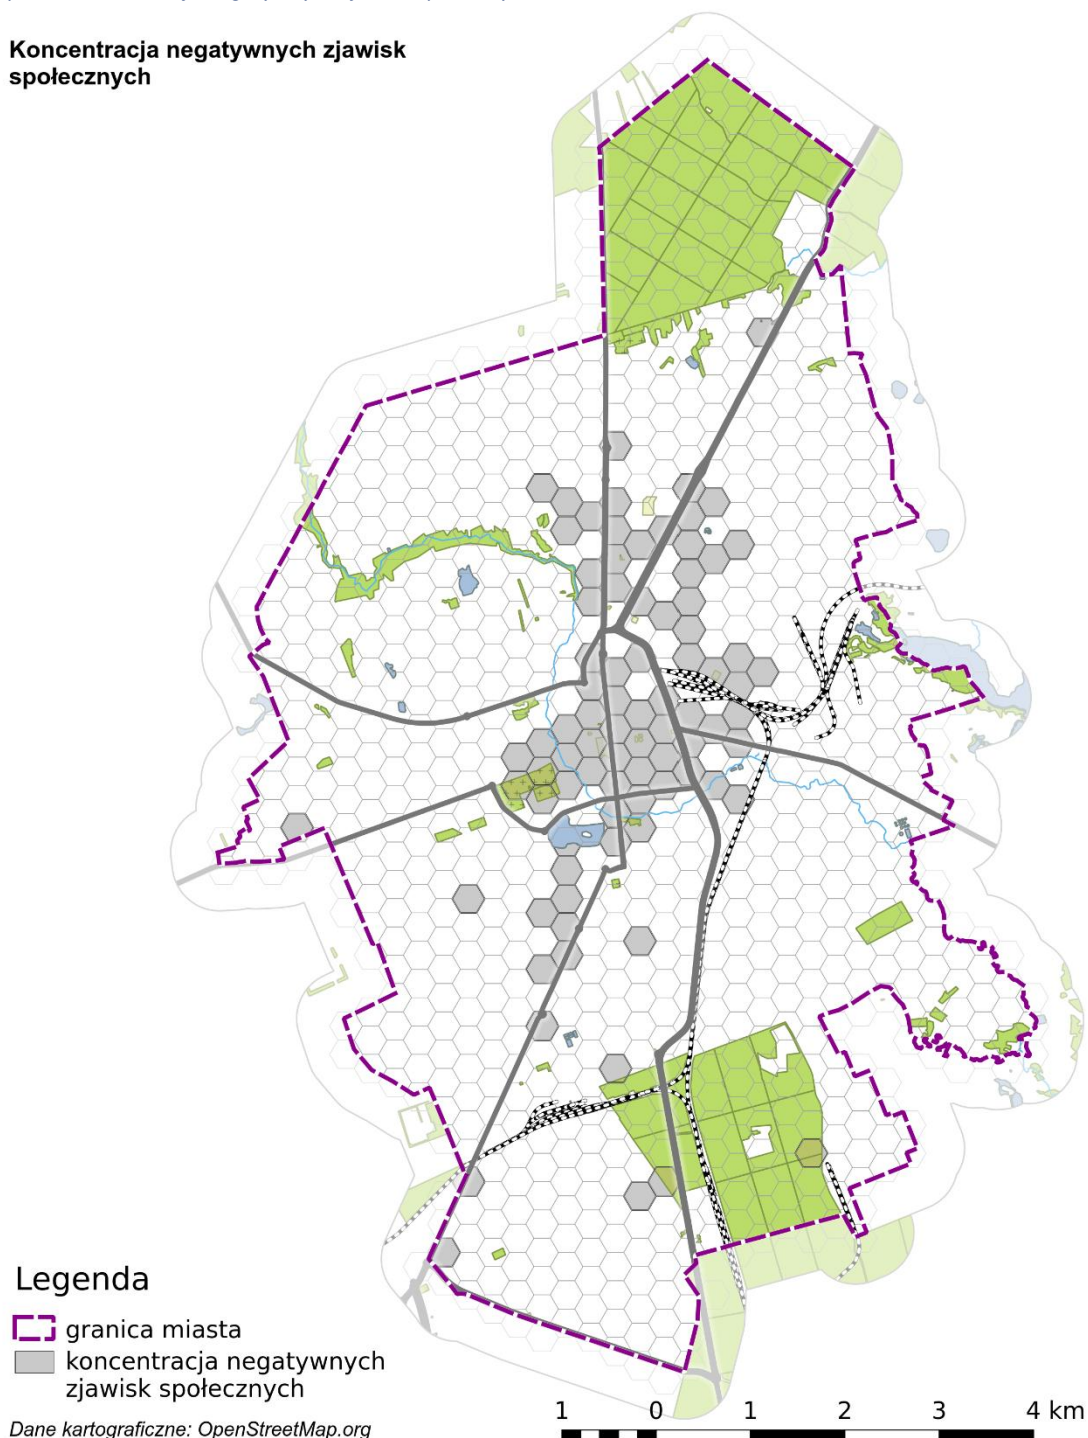 Koncentracja negatywnych zjawisk
społecznych
Legenda
granica miasta
koncentracja negatywnych
zjawisk społecznych
Dane kartograficzne: OpenStreetMap.org
1 0 1 2 3 4 km